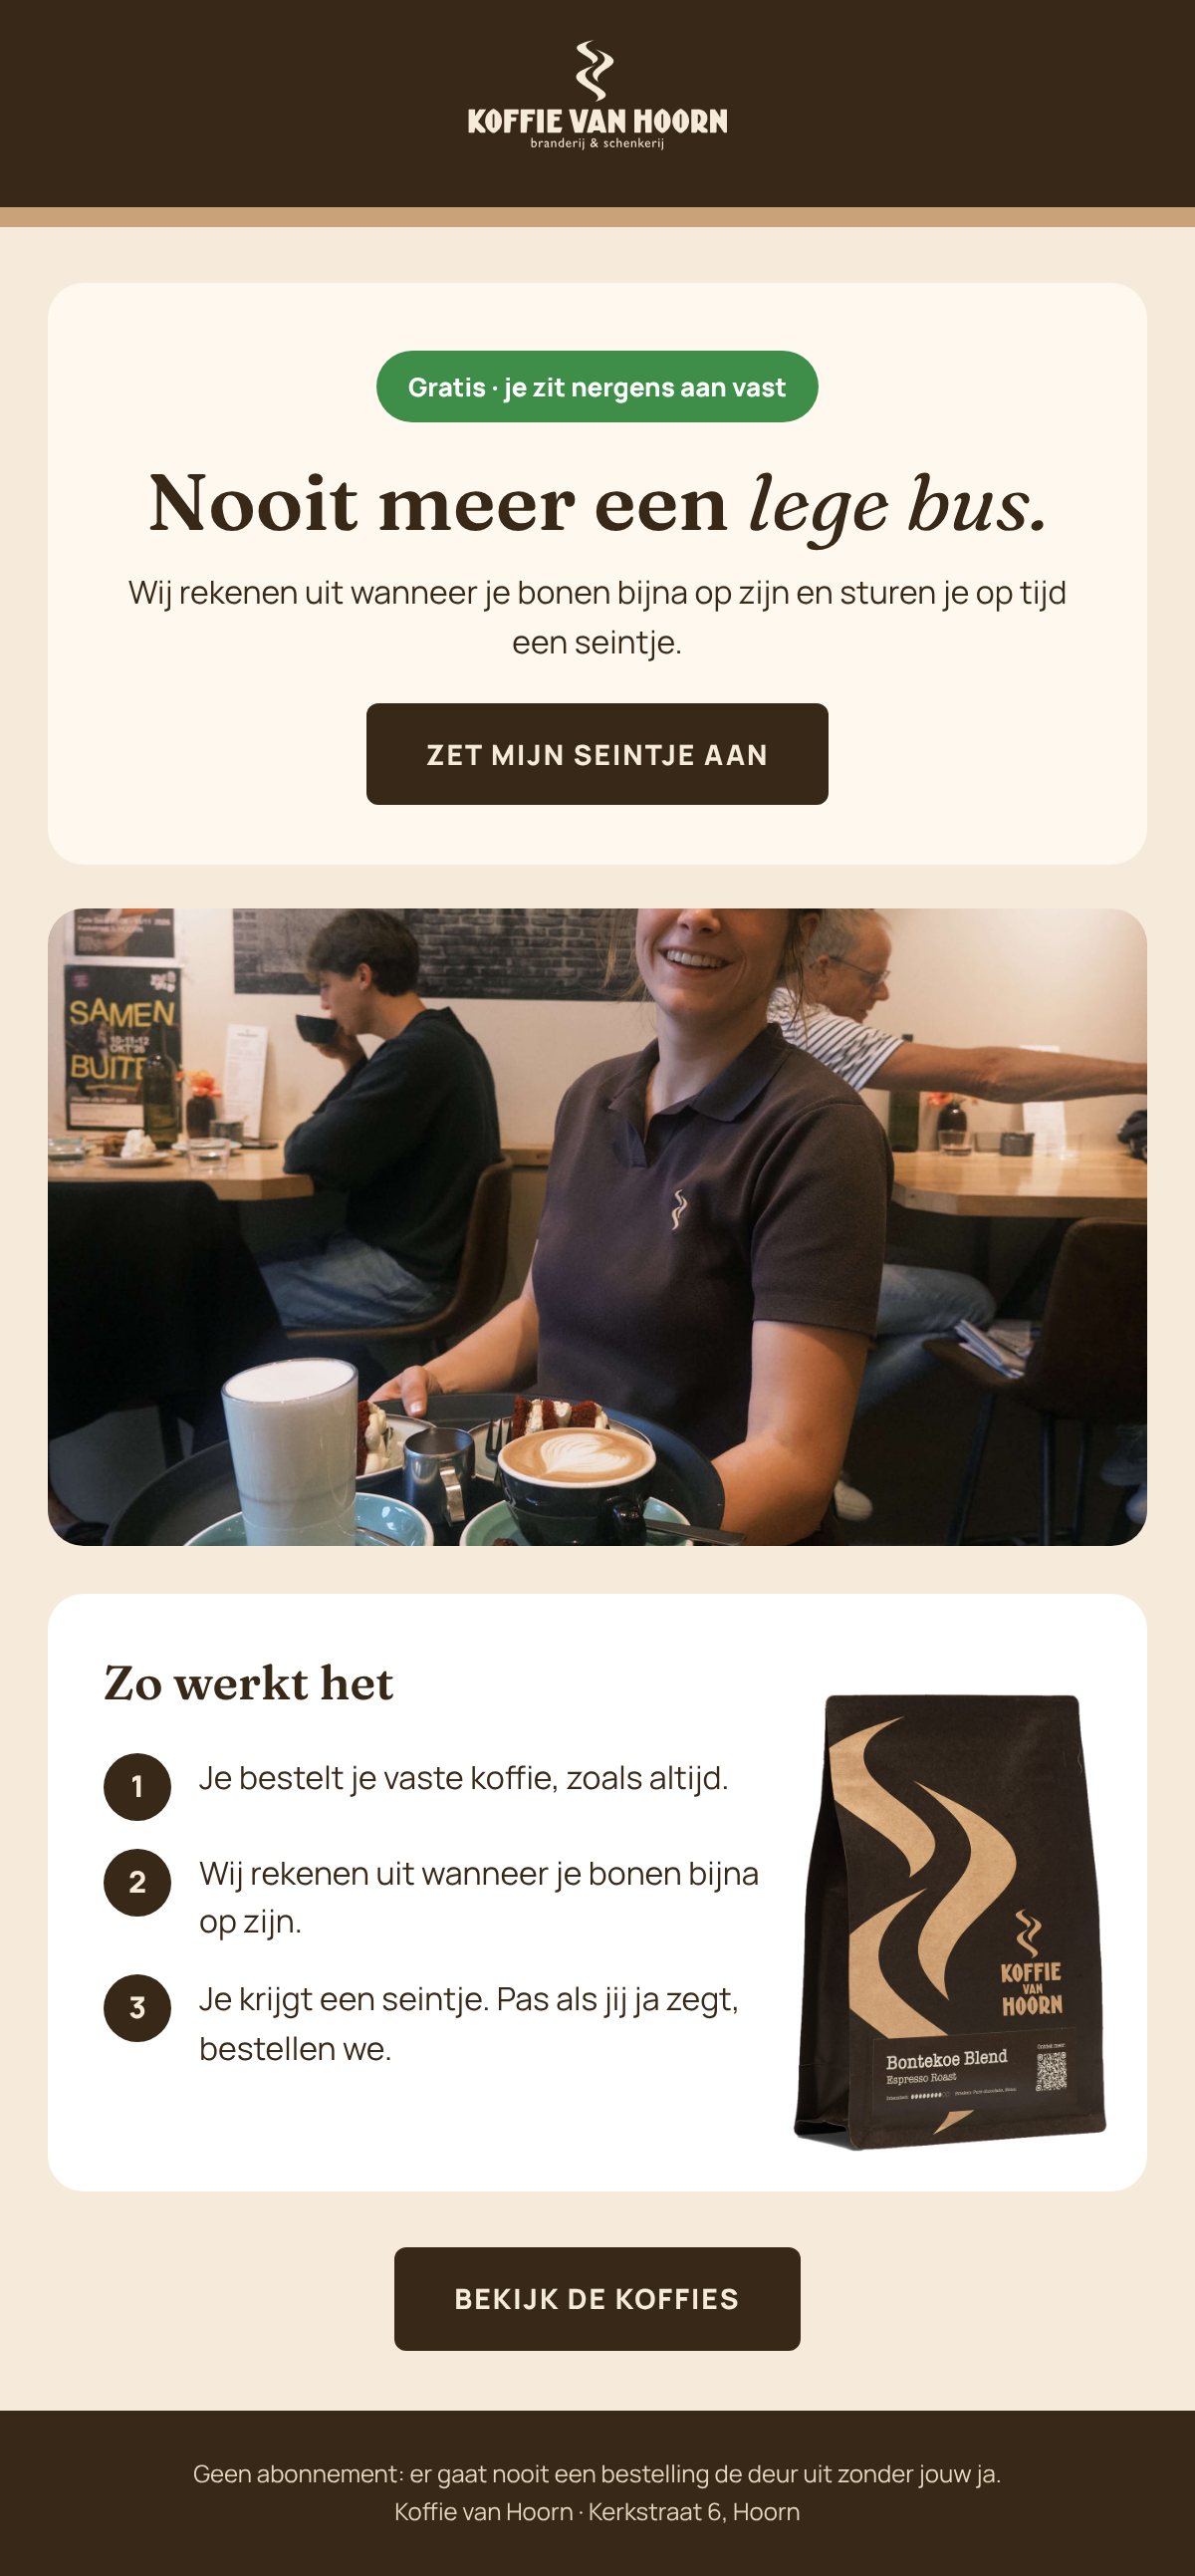 KOFFIE VAN HOORN
branderij & schenkerij
Gratis · je zit nergens aan vast
Nooit meer een lege bus.
Wij rekenen uit wanneer je bonen bijna op zijn en sturen je op tijd
een seintje.
ZET MIJN SEINTJE AAN
SAMEN
10-11-12
OKT'26
BUITE
Zo werkt het
1 Je bestelt je vaste koffie, zoals altijd.
2 Wij rekenen uit wanneer je bonen bijna
op zijn.
3 Je krijgt een seintje. Pas als jij ja zegt,
bestellen we.
KOFFIE
VAN
HOORN
Bontekoe Blend
Espresso Roast
BEKIJK DE KOFFIES
Geen abonnement: er gaat nooit een bestelling de deur uit zonder jouw ja.
Koffie van Hoorn · Kerkstraat 6, Hoorn